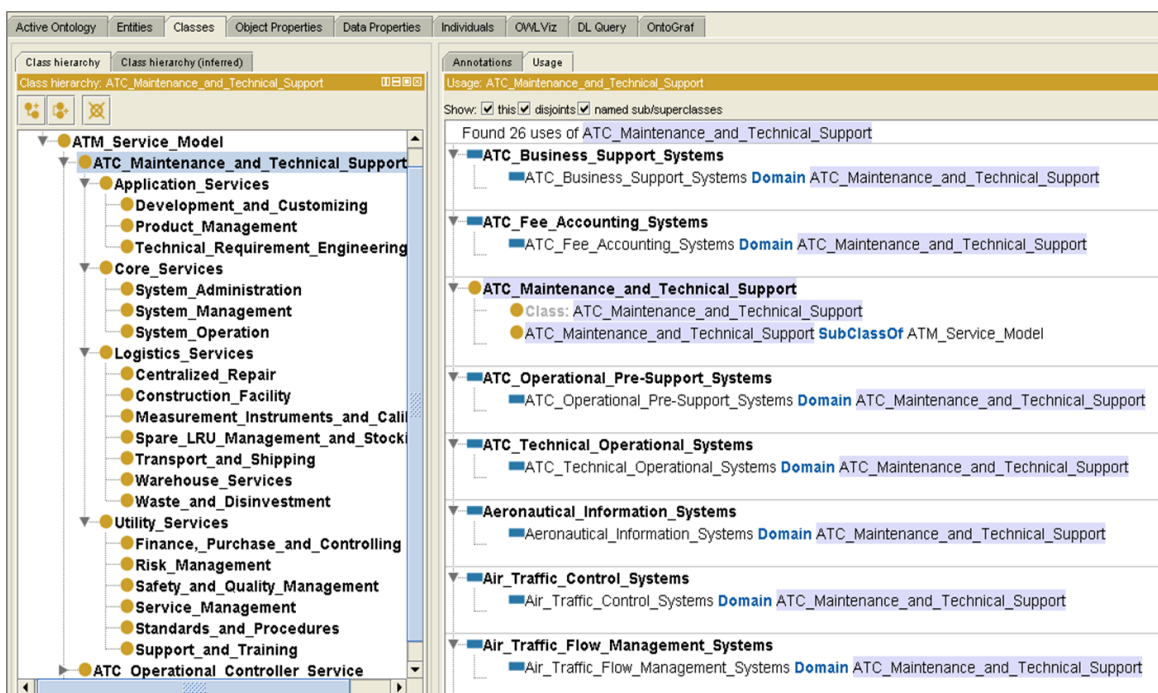 Active Ontology Entities Classes Object Properties Data Properties Individuals OWLViz DL Query OntoGraf
Class hierarchy Class hierarchy (inferred)
Class hierarchy: ATC_Maintenance_and_Technical_Support
ATM_Service_Model
ATC_Maintenance_and_Technical_Support
Application_Services
Development_and_Customizing
Product_Management
Technical_Requirement_Engineering
Core_Services
System_Administration
System_Management
System_Operation
Logistics_Services
Centralized_Repair
Construction_Facility
Measurement_Instruments_and_Cali
Spare_LRU_Management_and_Stocki
Transport_and_Shipping
Warehouse_Services
Waste_and_Disinvestment
Utility_Services
Finance,_Purchase_and_Controlling
Risk_Management
Safety_and_Quality_Management
Service_Management
Standards_and_Procedures
Support_and_Training
ATC_Operational_Controller_Service
Annotations Usage
Usage: ATC_Maintenance_and_Technical_Support
Show: this disjoints named sub/superclasses
Found 26 uses of ATC_Maintenance_and_Technical_Support
ATC_Business_Support_Systems
ATC_Business_Support_Systems Domain ATC_Maintenance_and_Technical_Support
ATC_Fee_Accounting_Systems
ATC_Fee_Accounting_Systems Domain ATC_Maintenance_and_Technical_Support
ATC_Maintenance_and_Technical_Support
Class: ATC_Maintenance_and_Technical_Support
ATC_Maintenance_and_Technical_Support SubClassOf ATM_Service_Model
ATC_Operational_Pre-Support_Systems
ATC_Operational_Pre-Support_Systems Domain ATC_Maintenance_and_Technical_Support
ATC_Technical_Operational_Systems
ATC_Technical_Operational_Systems Domain ATC_Maintenance_and_Technical_Support
Aeronautical_Information_Systems
Aeronautical_Information_Systems Domain ATC_Maintenance_and_Technical_Support
Air_Traffic_Control_Systems
Air_Traffic_Control_Systems Domain ATC_Maintenance_and_Technical_Support
Air_Traffic_Flow_Management_Systems
Air_Traffic_Flow_Management_Systems Domain ATC_Maintenance_and_Technical_Support